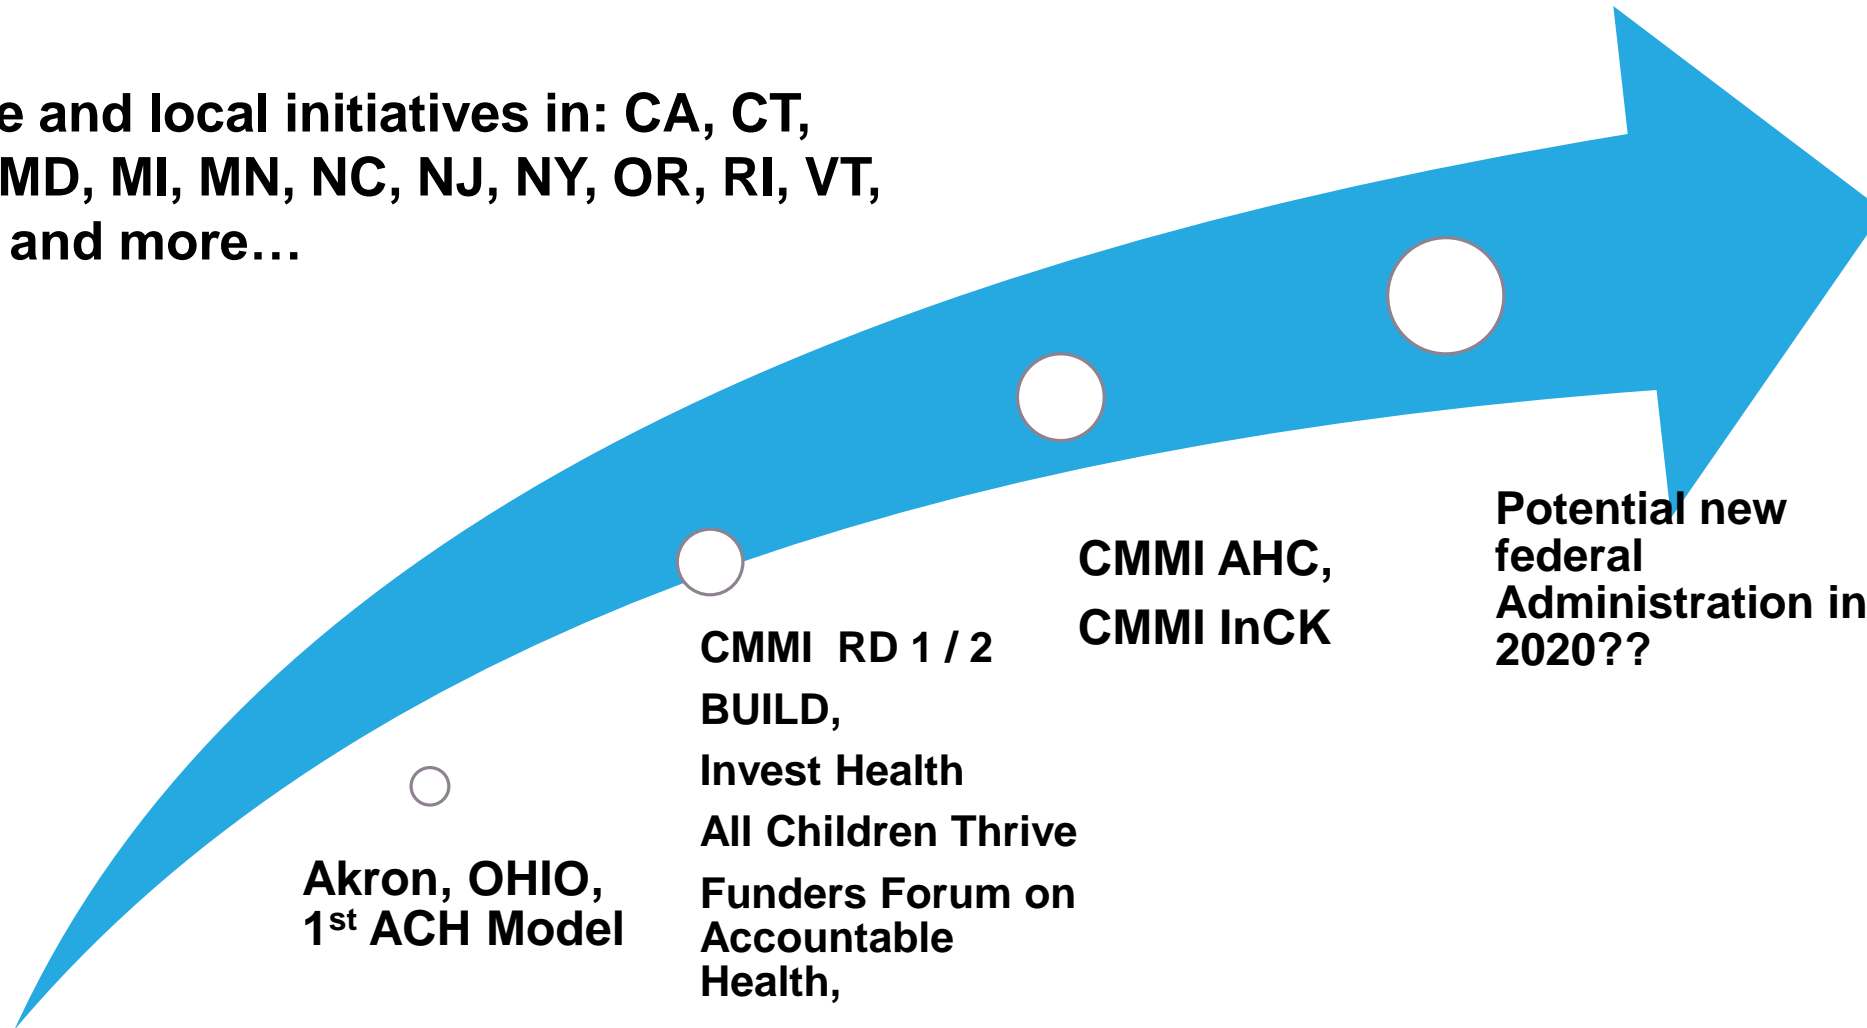 e and local initiatives in: CA, CT,
MD, MI, MN, NC, NJ, NY, OR, RI, VT,
and more…
Akron, OHIO,
1st ACH Model
CMMI RD 1 / 2
BUILD,
Invest Health
All Children Thrive
Funders Forum on
Accountable
Health,
CMMI AHC,
CMMI InCK
Potential new
federal
Administration in
2020??